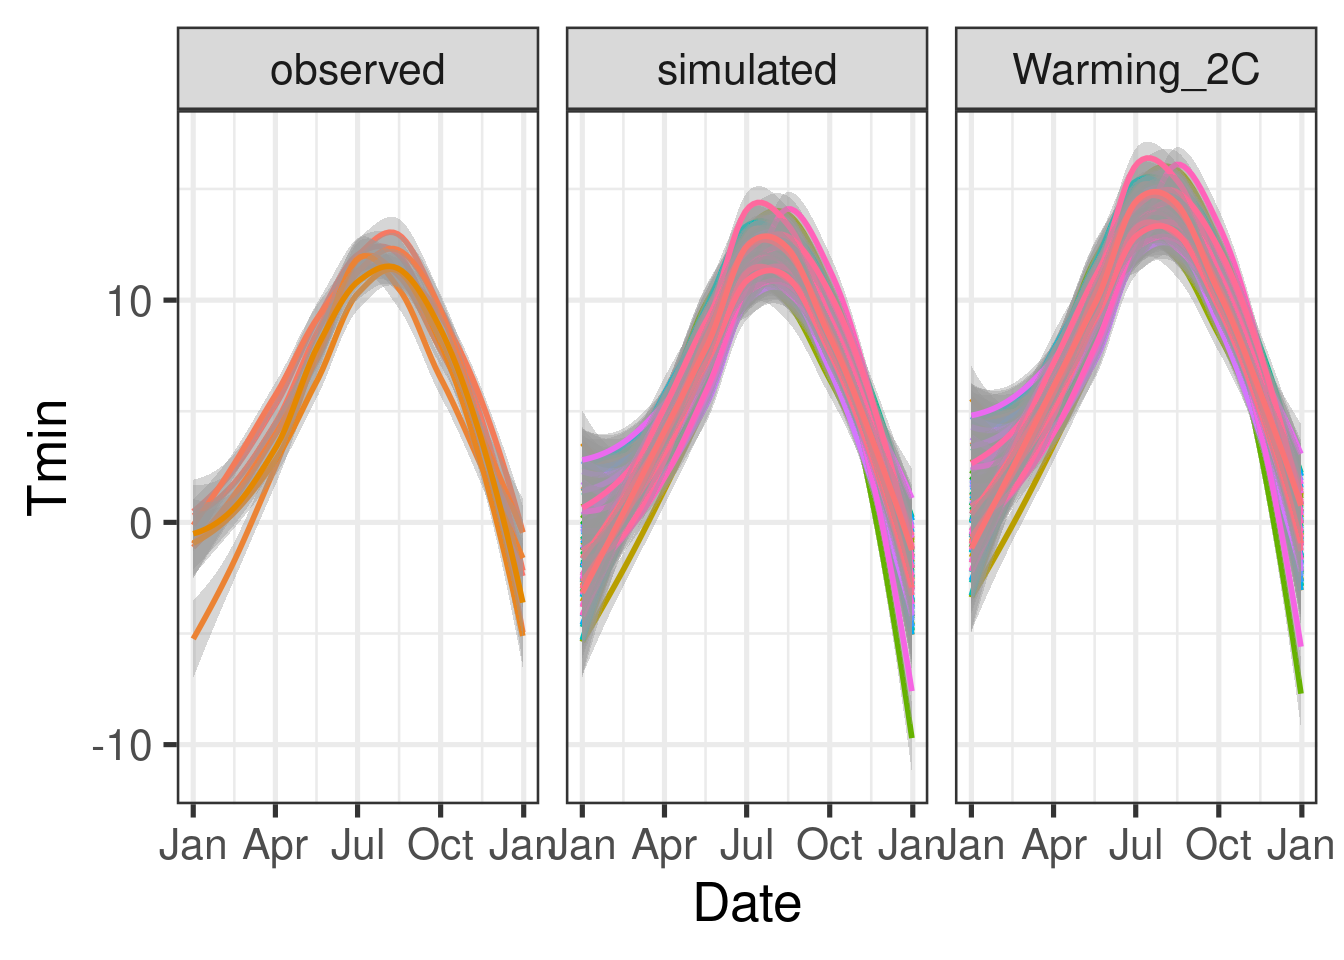 observed simulated Warming_2C
Tmin
10
0
-10
Jan Apr Jul Oct Jan Jan Apr Jul Oct Jan Jan Apr Jul Oct Jan
Date